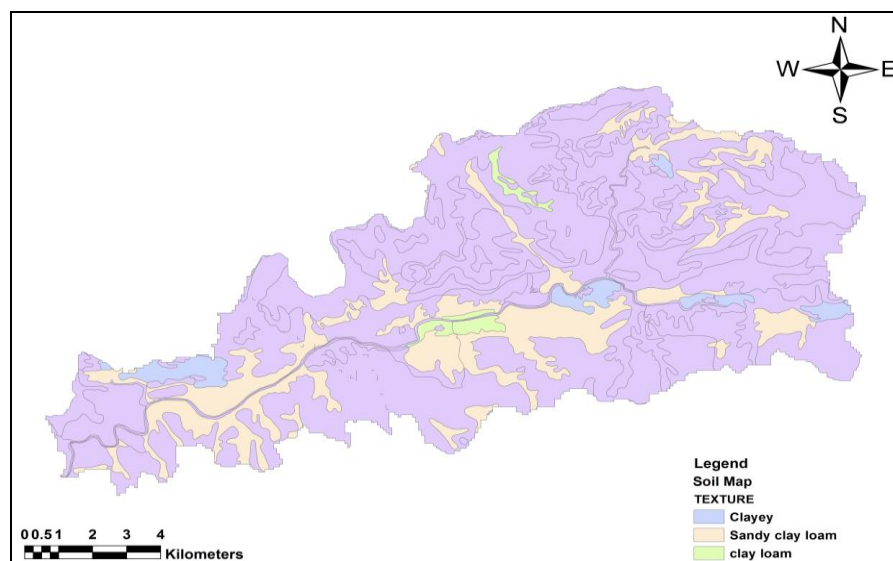 N
W E
S
Legend
Soil Map
TEXTURE
Clayey
Sandy clay loam
clay loam
0 0.5 1 2 3 4
Kilometers